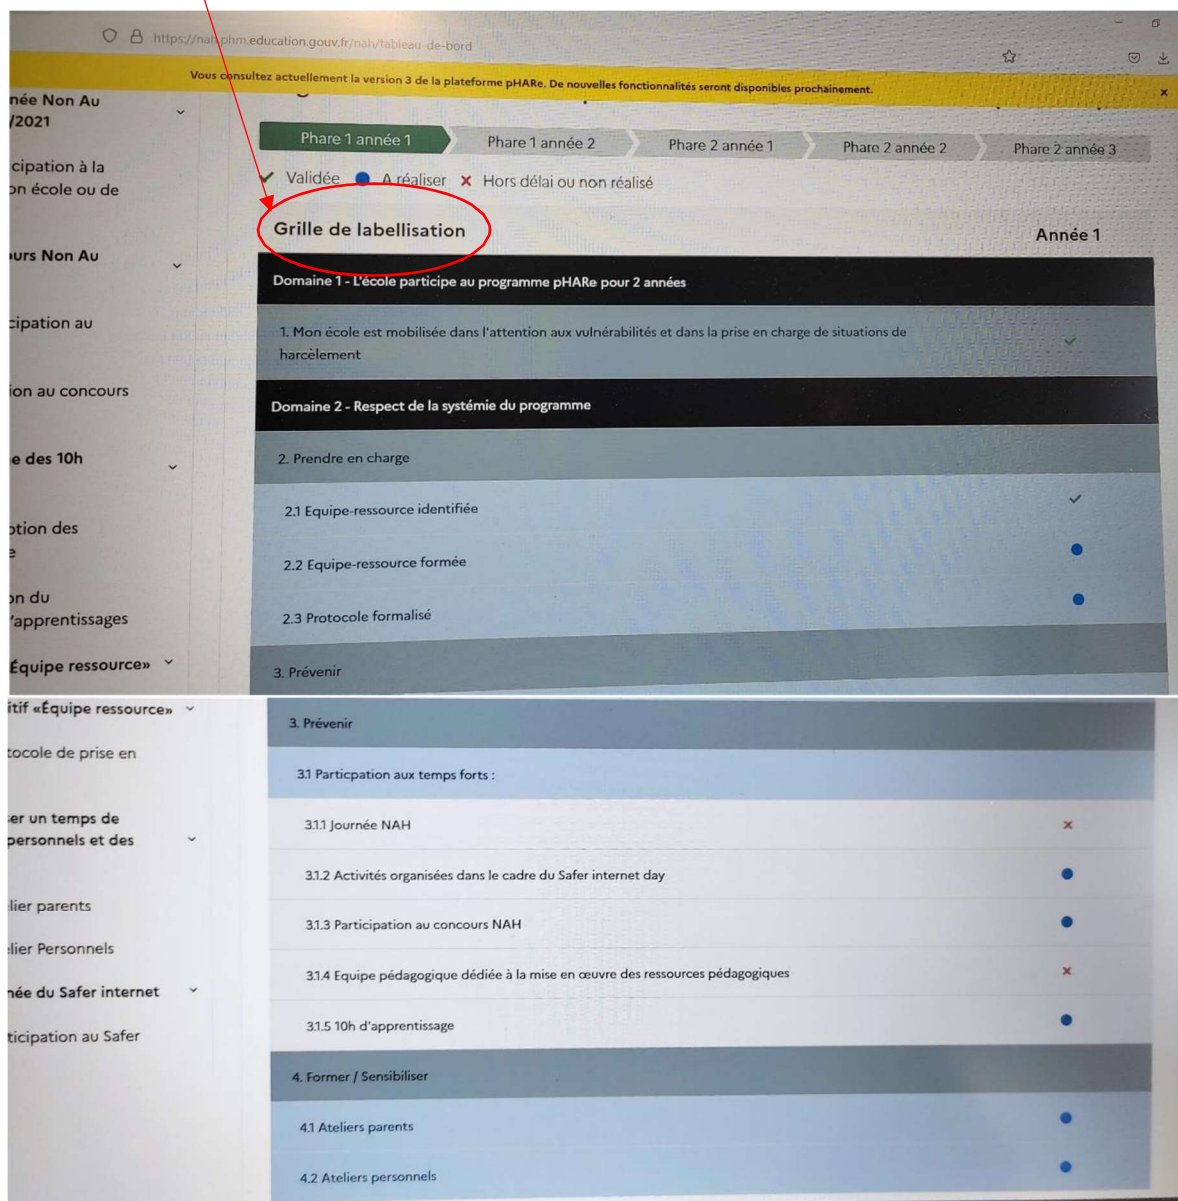 https://nah.phm.education.gouv.fr/nah/tableau-de-bord
Vous consultez actuellement la version 3 de la plateforme pHARe. De nouvelles fonctionnalités seront disponibles prochainement.
née Non Au
/2021
cipation à la
on école ou de
urs Non Au
cipation au
ion au concours
e des 10h
ption des
e
on du
'apprentissages
Équipe ressource»
Phare 1 année 1
Phare 1 année 2
Phare 2 année 1
Phare 2 année 2
Phare 2 année 3
Validée A réaliser Hors délai ou non réalisé
Grille de labellisation Année 1
Domaine 1 - L'école participe au programme pHARe pour 2 années
1. Mon école est mobilisée dans l'attention aux vulnérabilités et dans la prise en charge de situations de
harcèlement
Domaine 2 - Respect de la systémie du programme
2. Prendre en charge
2.1 Equipe-ressource identifiée
2.2 Equipe-ressource formée
2.3 Protocole formalisé
3. Prévenir
itif «Équipe ressource»
tocole de prise en
er un temps de
personnels et des
lier parents
lier Personnels
née du Safer internet
ticipation au Safer
3. Prévenir
3.1 Particpation aux temps forts :
3.1.1 Journée NAH
3.1.2 Activités organisées dans le cadre du Safer internet day
3.1.3 Participation au concours NAH
3.1.4 Equipe pédagogique dédiée à la mise en œuvre des ressources pédagogiques
3.1.5 10h d'apprentissage
4. Former / Sensibiliser
4.1 Ateliers parents
4.2 Ateliers personnels